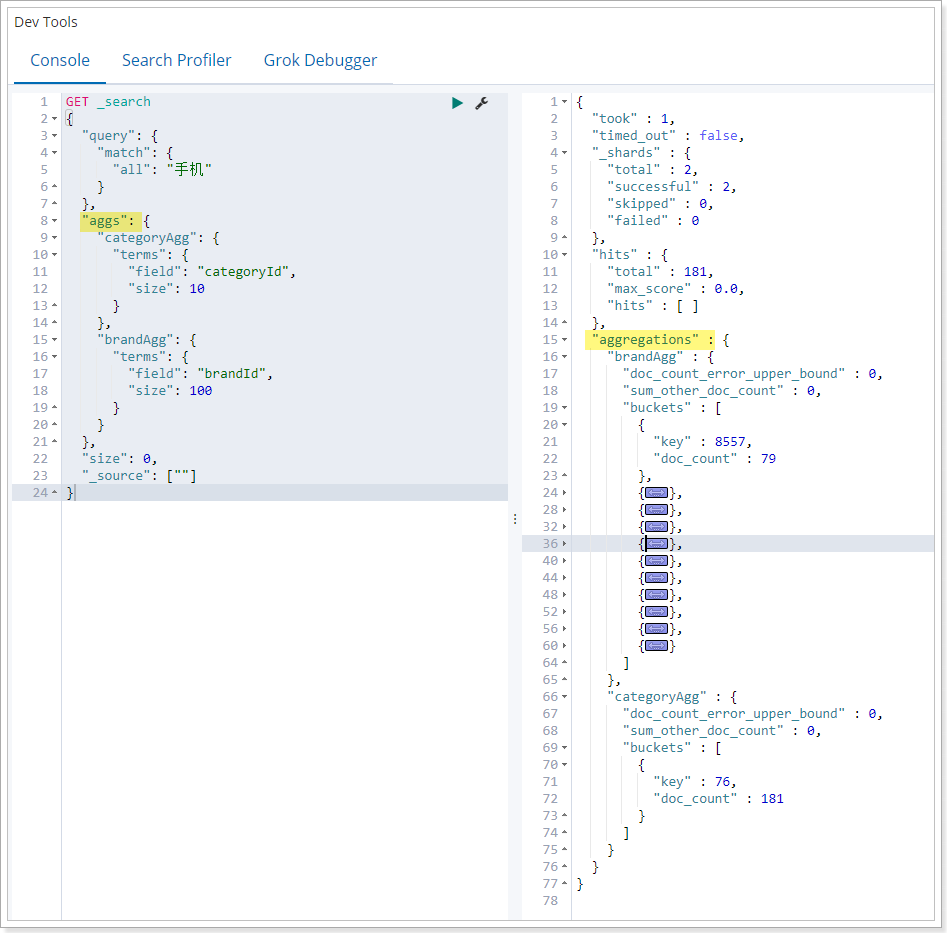 Dev Tools
Console Search Profiler Grok Debugger
1 GET _search
2 {
3 "query": {
4 "match": {
5 "all": "手机"
6 }
7 },
8 "aggs": {
9 "categoryAgg": {
10 "terms": {
11 "field": "categoryId",
12 "size": 10
13 }
14 },
15 "brandAgg": {
16 "terms": {
17 "field": "brandId",
18 "size": 100
19 }
20 }
21 },
22 "size": 0,
23 "_source": [""]
24 }
1 {
2 "took" : 1,
3 "timed_out" : false,
4 "_shards" : {
5 "total" : 2,
6 "successful" : 2,
7 "skipped" : 0,
8 "failed" : 0
9 },
10 "hits" : {
11 "total" : 181,
12 "max_score" : 0.0,
13 "hits" : [ ]
14 },
15 "aggregations" : {
16 "brandAgg" : {
17 "doc_count_error_upper_bound" : 0,
18 "sum_other_doc_count" : 0,
19 "buckets" : [
20 {
21 "key" : 8557,
22 "doc_count" : 79
23 },
24 {},
28 {},
32 {},
36 {},
40 {},
44 {},
48 {},
52 {},
56 {},
60 {}
64 ]
65 },
66 "categoryAgg" : {
67 "doc_count_error_upper_bound" : 0,
68 "sum_other_doc_count" : 0,
69 "buckets" : [
70 {
71 "key" : 76,
72 "doc_count" : 181
73 }
74 ]
75 }
76 }
77 }
78